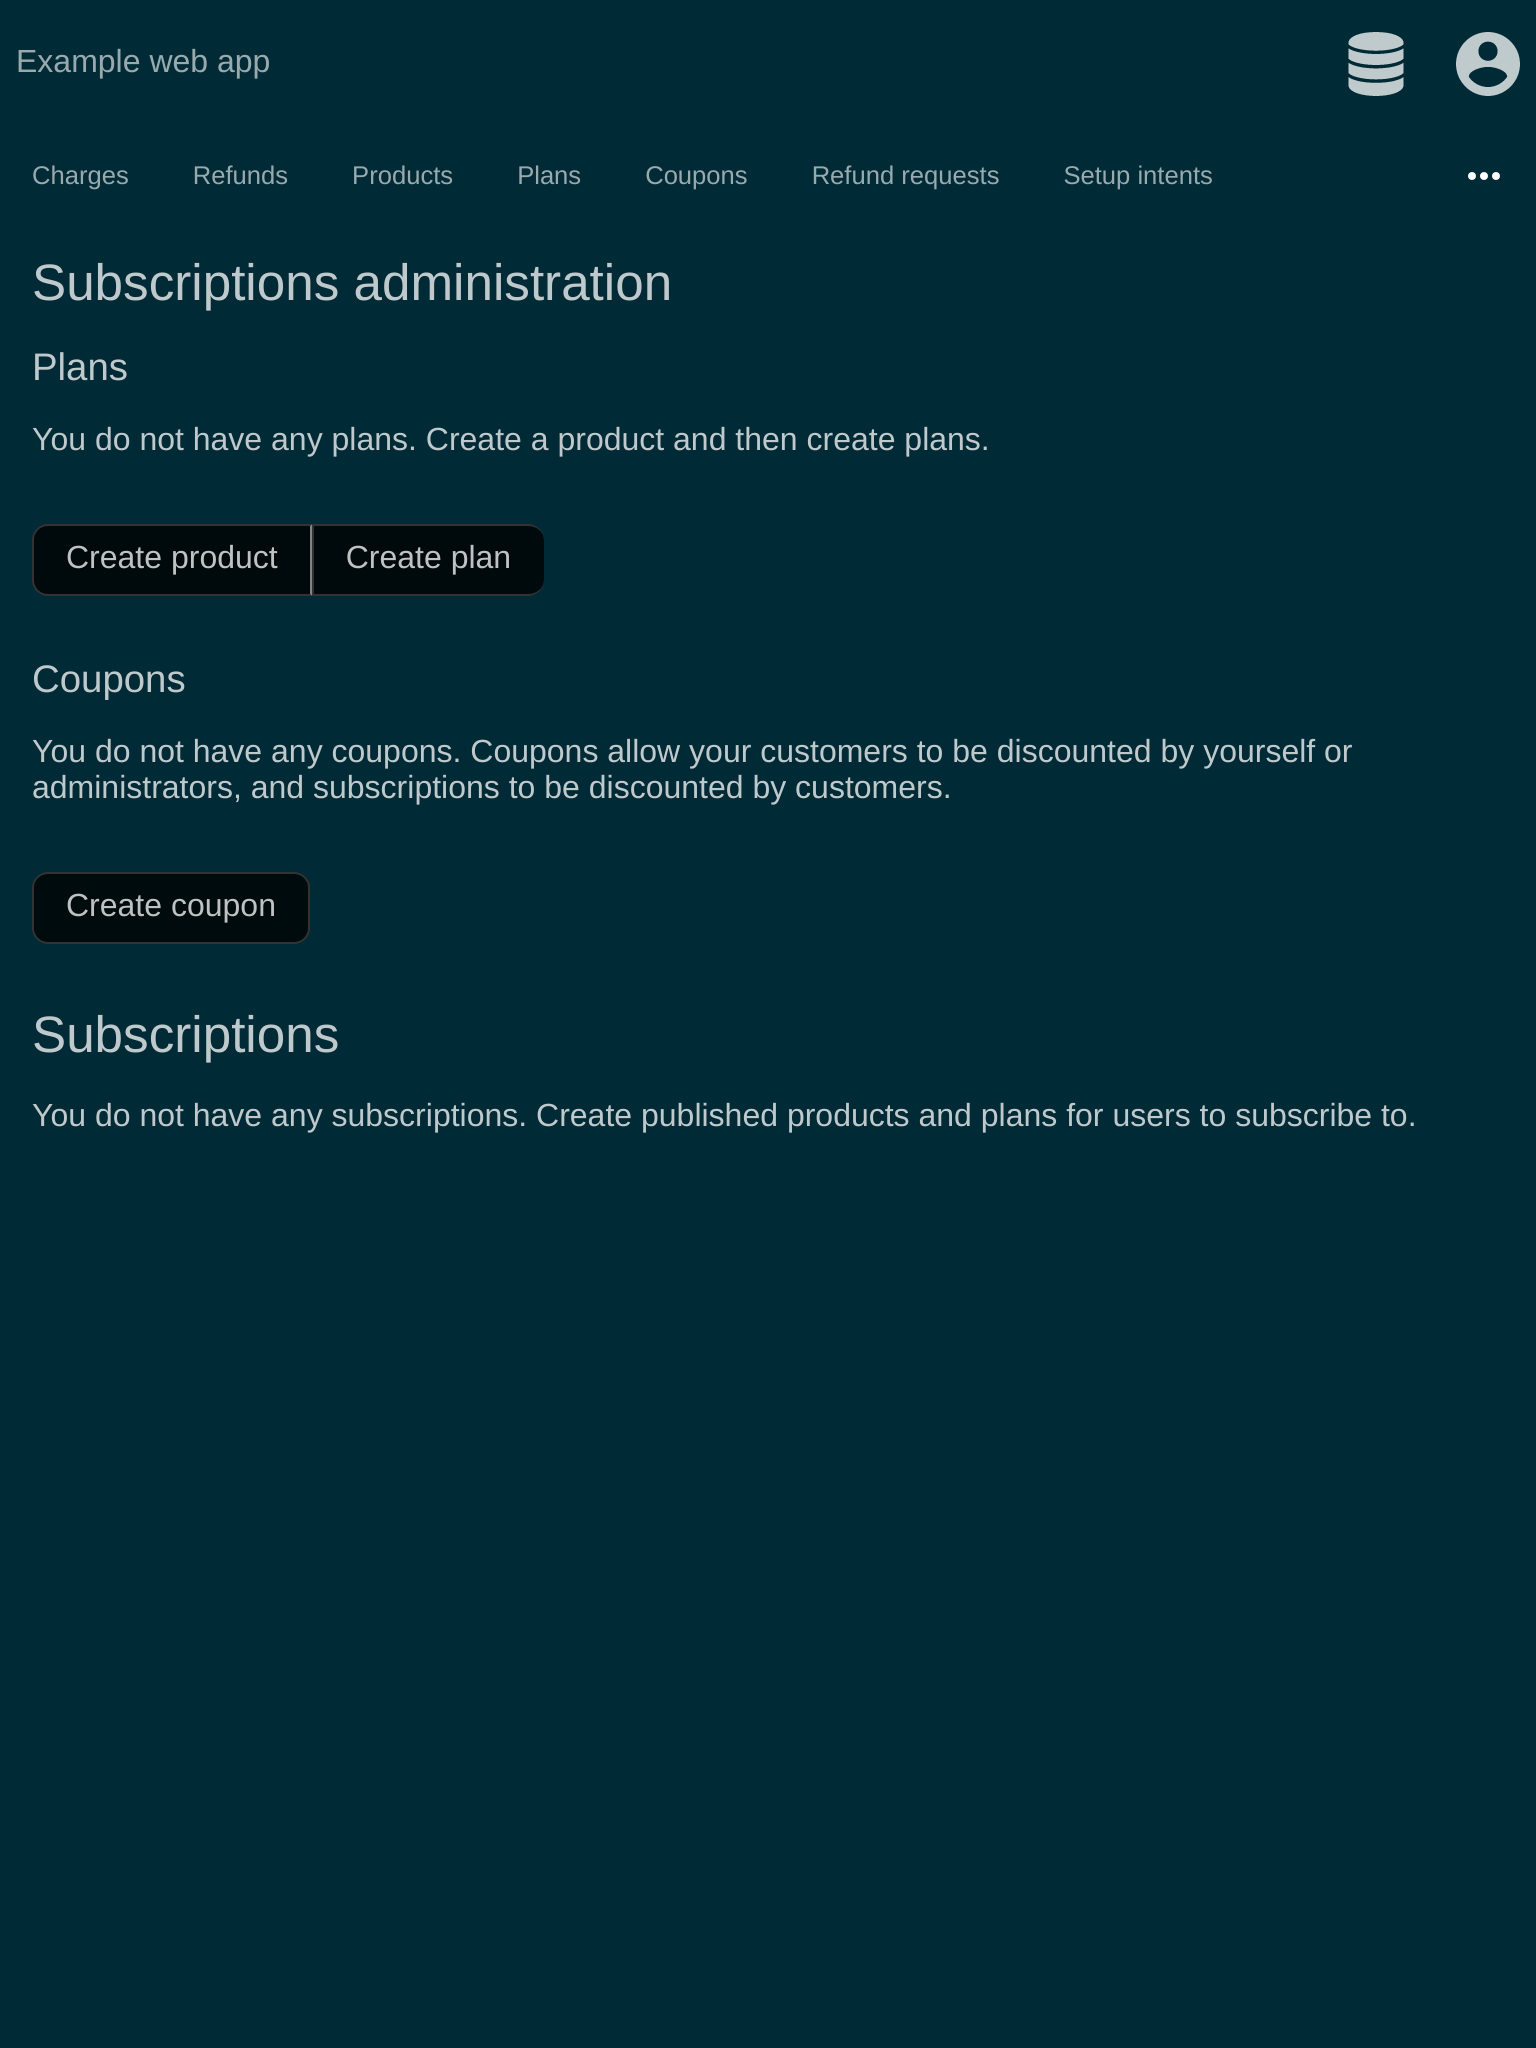 Example web app
Charges Refunds Products Plans Coupons Refund requests Setup intents
Subscriptions administration
Plans
You do not have any plans. Create a product and then create plans.
Create product Create plan
Coupons
You do not have any coupons. Coupons allow your customers to be discounted by yourself or
administrators, and subscriptions to be discounted by customers.
Create coupon
Subscriptions
You do not have any subscriptions. Create published products and plans for users to subscribe to.